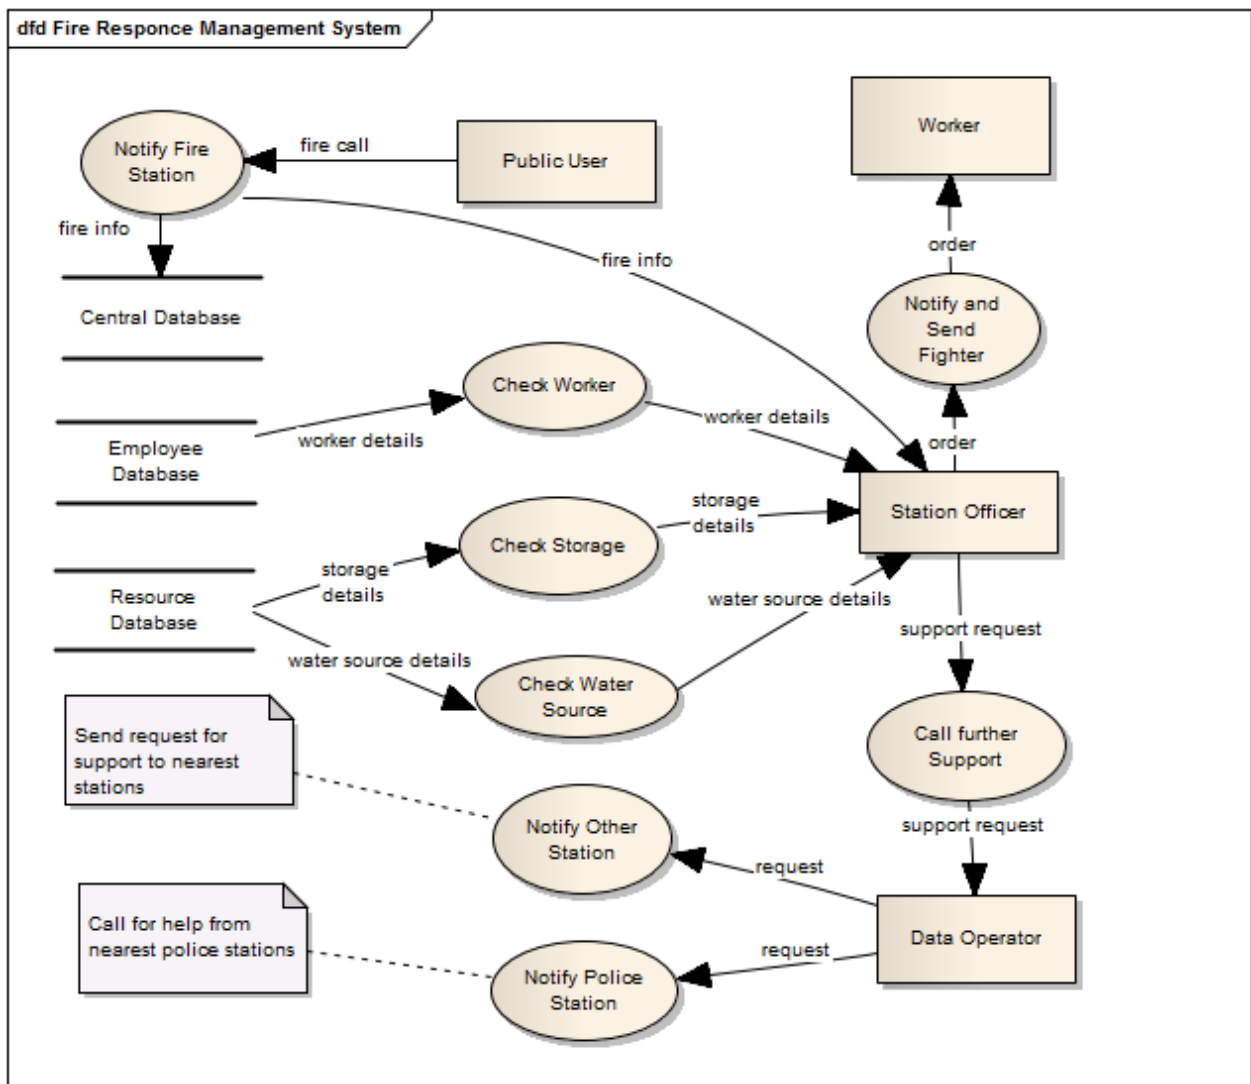 dfd Fire Responce Management System
Worker
Notify Fire
Station
fire call
Public User
fire info
order
fire info
Central Database
Notify and
Send
Fighter
Check Worker
worker details
worker details
order
Employee
Database
storage
details
Station Officer
Check Storage
storage
details
Resource
Database
water source details
support request
water source details
Check Water
Source
Send request for
support to nearest
stations
Call further
Support
Notify Other
Station
support request
request
Call for help from
nearest police stations
Data Operator
request
Notify Police
Station